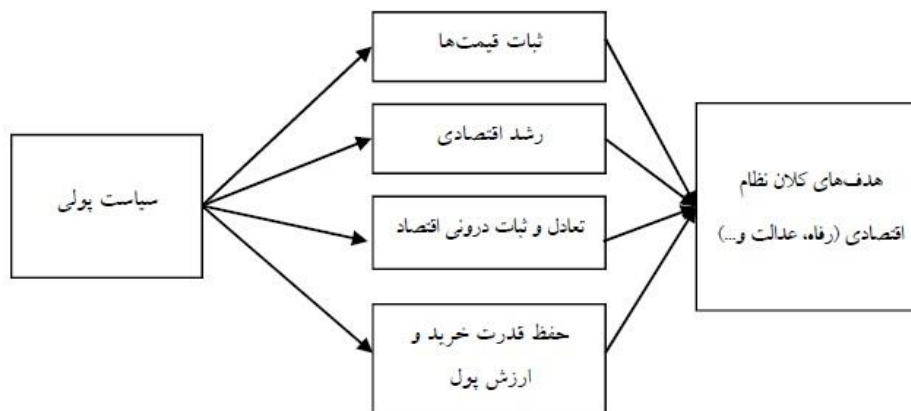 ثبات قیمت‌ها
رشد اقتصادی
سیاست پولی
تعادل و ثبات درونی اقتصاد
حفظ قدرت خرید و
ارزش پول
هدف‌های کلان نظام
اقتصادی (رفاه، عدالت و...)